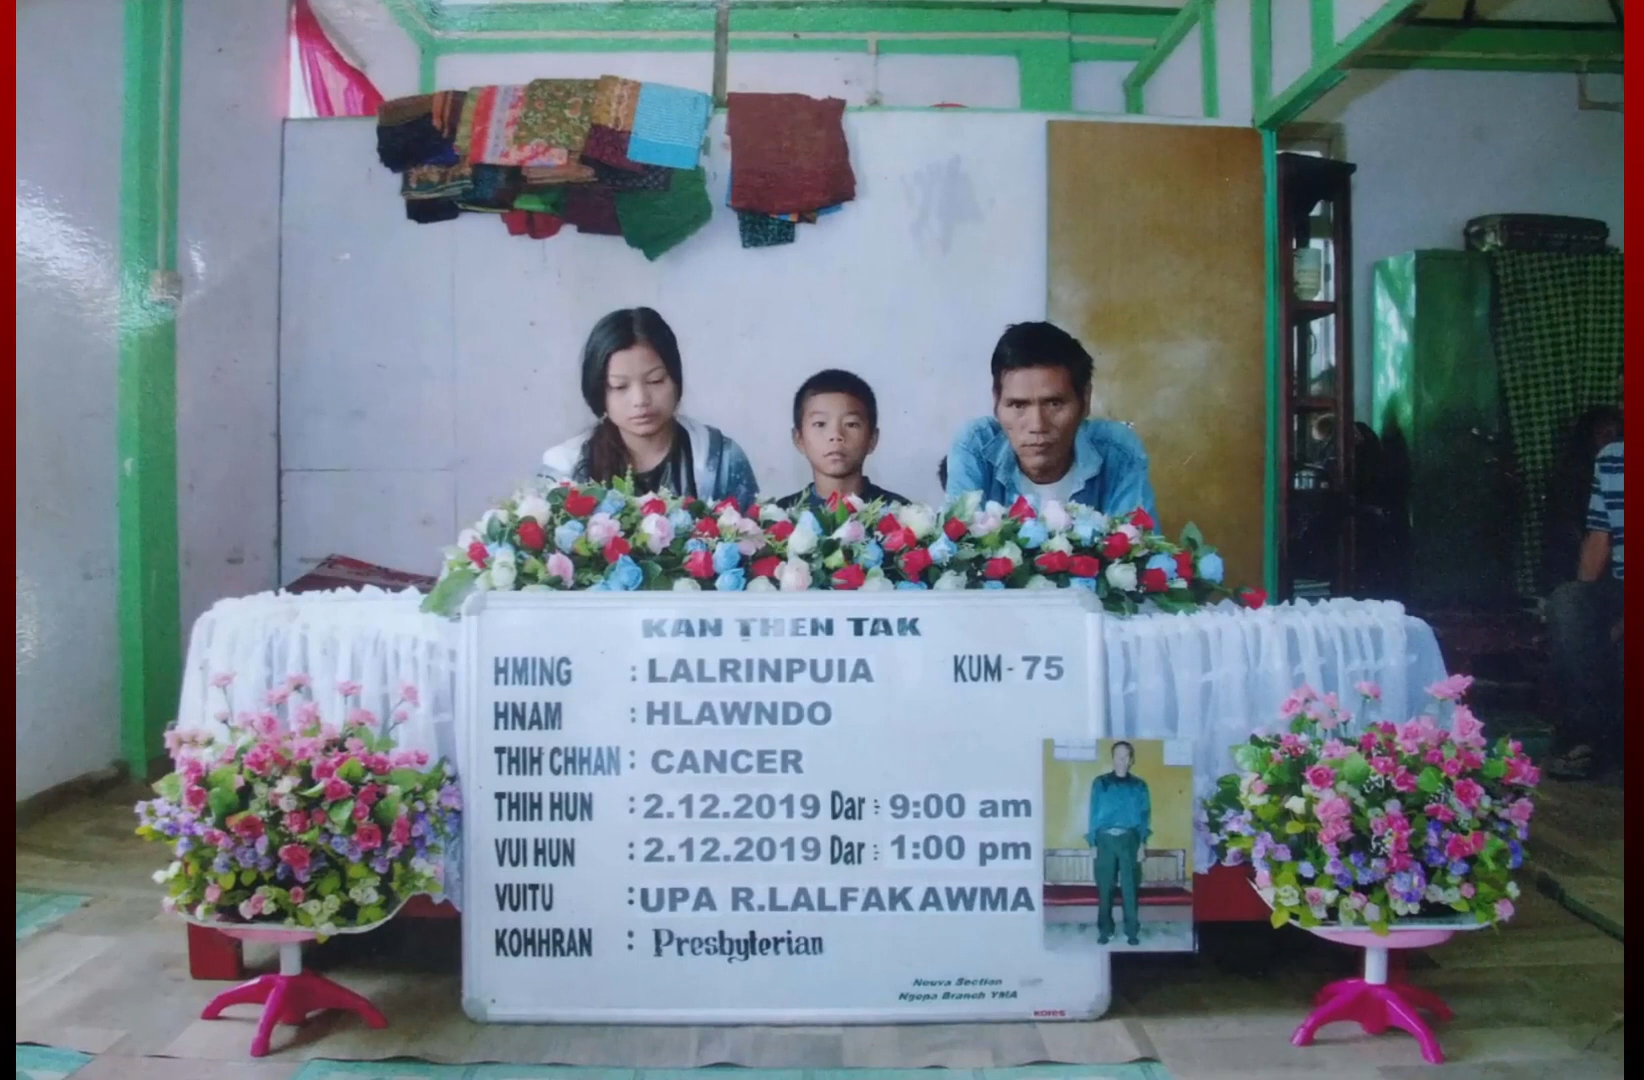 KAN THEN TAK
HMING : LALRINPUIA KUM - 75
HNAM : HLAWNDO
THIH CHHAN : CANCER
THIH HUN : 2.12.2019 Dar : 9:00 am
VUI HUN : 2.12.2019 Dar : 1:00 pm
VUITU : UPA R.LALFAKAWMA
KOHHRAN : Presbyterian
Neuva Section
Ngopa Branch YMA
Kores